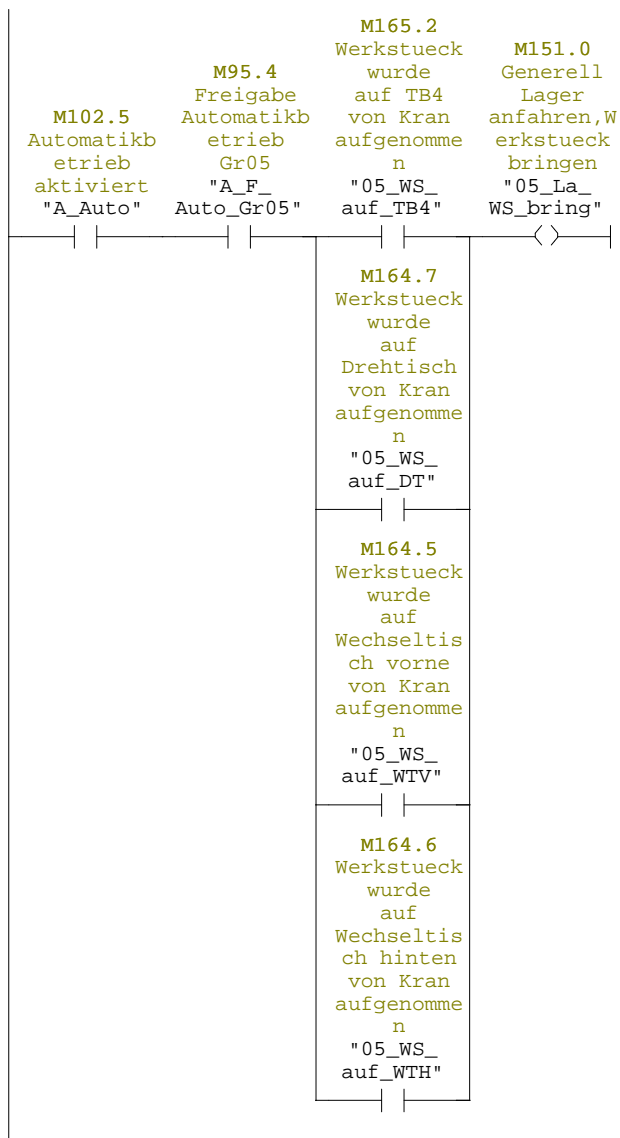 M102.5
Automatikb
etrieb
aktiviert
"A_Auto"
M95.4
Freigabe
Automatikb
etrieb
Gr05
"A_F_
Auto_Gr05"
M165.2
Werkstueck
wurde
auf TB4
von Kran
aufgenomme
n
"05_WS_
auf_TB4"
M151.0
Generell
Lager
anfahren,W
erkstueck
bringen
"05_La_
WS_bring"
M164.7
Werkstueck
wurde
auf
Drehtisch
von Kran
aufgenomme
n
"05_WS_
auf_DT"
M164.5
Werkstueck
wurde
auf
Wechseltis
ch vorne
von Kran
aufgenomme
n
"05_WS_
auf_WTV"
M164.6
Werkstueck
wurde
auf
Wechseltis
ch hinten
von Kran
aufgenomme
n
"05_WS_
auf_WTH"